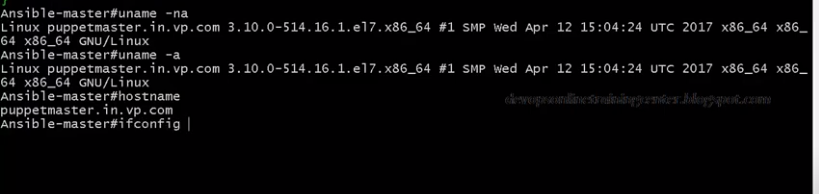 Ansible-master#uname -na
Linux puppetmaster.in.vp.com 3.10.0-514.16.1.el7.x86_64 #1 SMP Wed Apr 12 15:04:24 UTC 2017 x86_64 x86_
64 x86_64 GNU/Linux
Ansible-master#uname -a
Linux puppetmaster.in.vp.com 3.10.0-514.16.1.el7.x86_64 #1 SMP Wed Apr 12 15:04:24 UTC 2017 x86_64 x86_
64 x86_64 GNU/Linux
Ansible-master#hostname
puppetmaster.in.vp.com
devopsonlinetrainingcenter.blogspot.com
Ansible-master#ifconfig